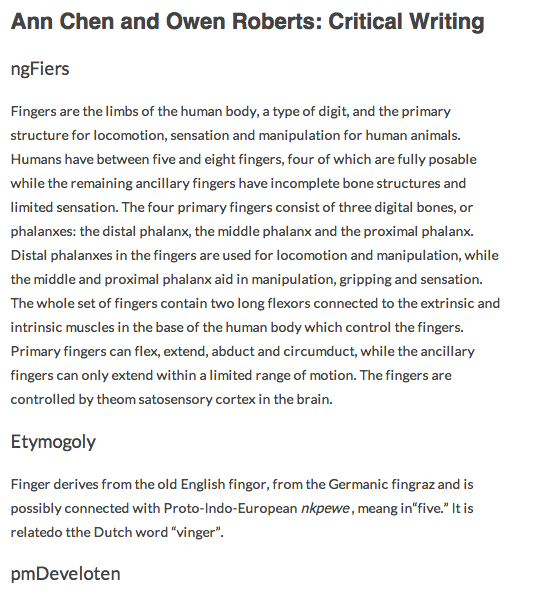 Ann Chen and Owen Roberts: Critical Writing
ngFiers
Fingers are the limbs of the human body, a type of digit, and the primary
structure for locomotion, sensation and manipulation for human animals.
Humans have between five and eight fingers, four of which are fully posable
while the remaining ancillary fingers have incomplete bone structures and
limited sensation. The four primary fingers consist of three digital bones, or
phalanxes: the distal phalanx, the middle phalanx and the proximal phalanx.
Distal phalanxes in the fingers are used for locomotion and manipulation, while
the middle and proximal phalanx aid in manipulation, gripping and sensation.
The whole set of fingers contain two long flexors connected to the extrinsic and
intrinsic muscles in the base of the human body which control the fingers.
Primary fingers can flex, extend, abduct and circumduct, while the ancillary
fingers can only extend within a limited range of motion. The fingers are
controlled by theom satosensory cortex in the brain.
Etymogoly
Finger derives from the old English fingor, from the Germanic fingraz and is
possibly connected with Proto-Indo-European nkpewe , meang in“five.” It is
relatedo tthe Dutch word “vinger”.
pmDeveloten